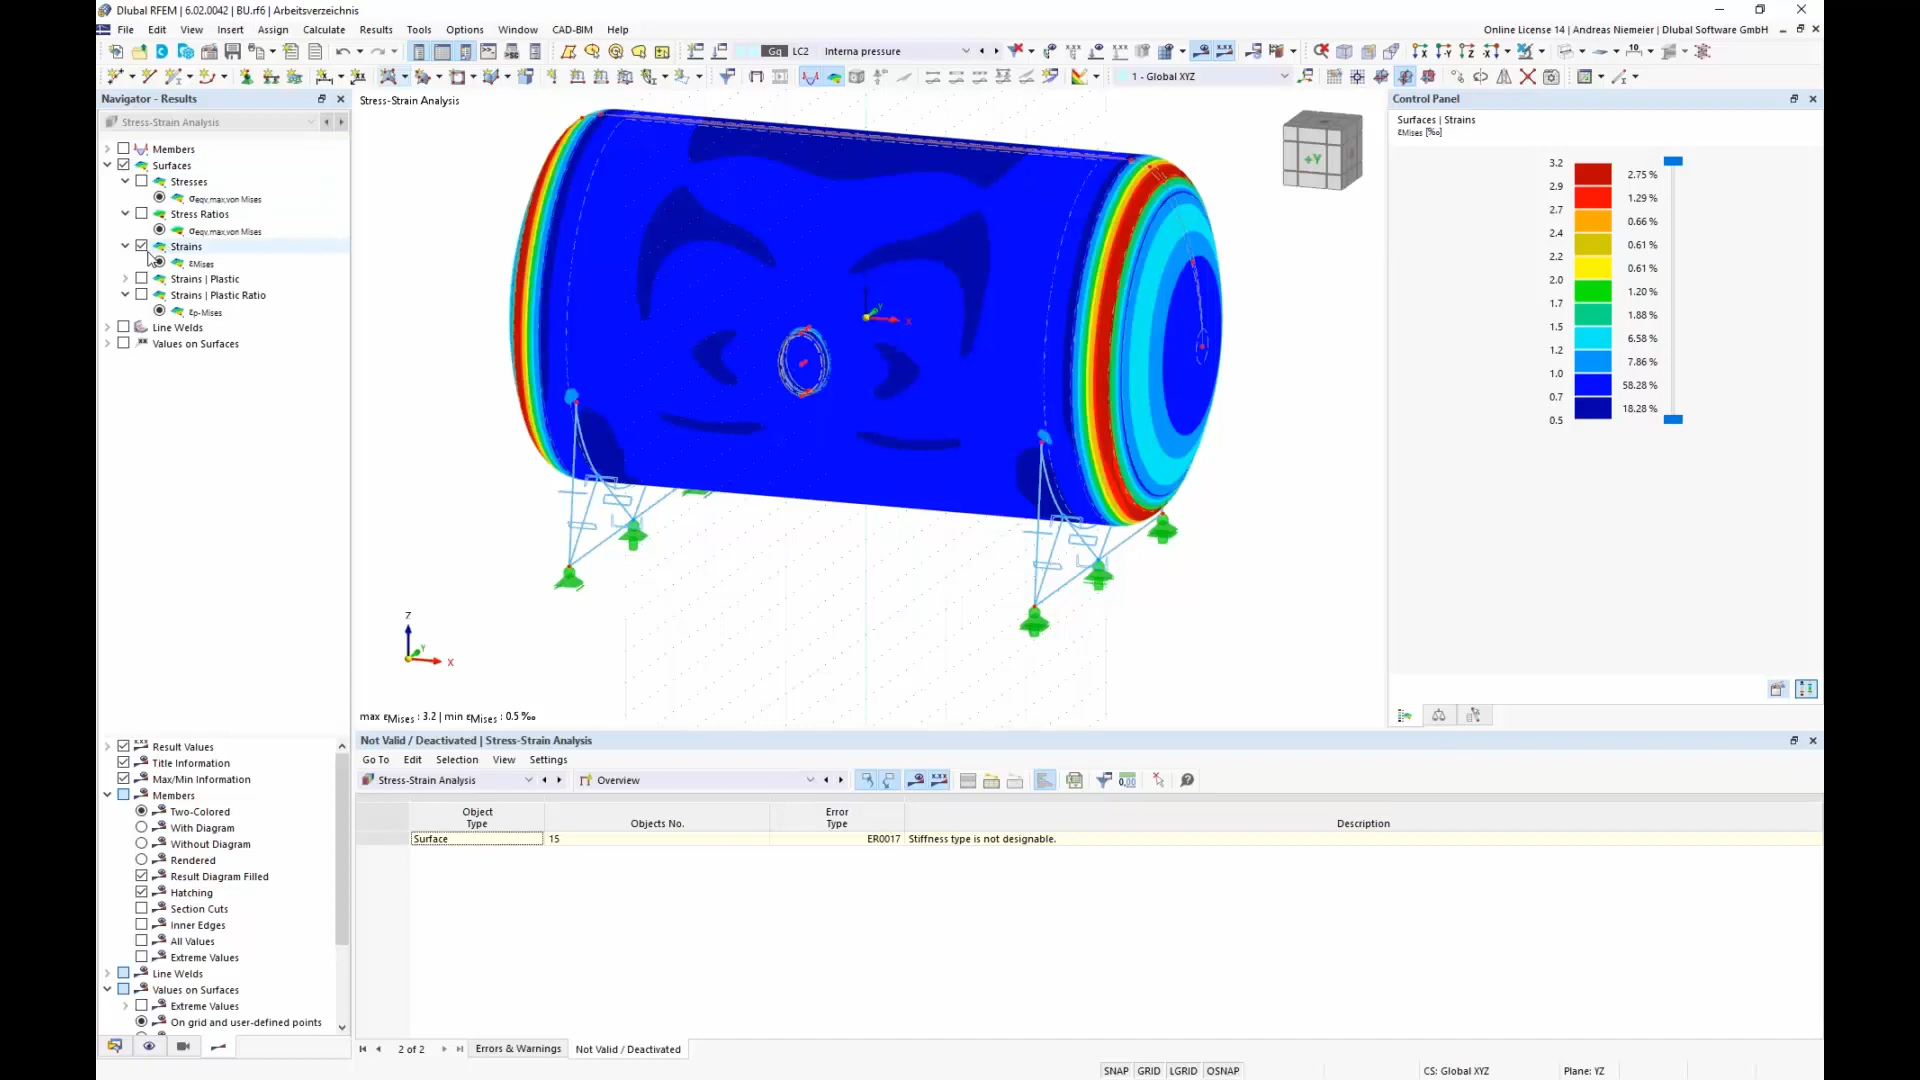 Dlubal RFEM | 6.02.0042 | BU.rf6 | Arbeitsverzeichnis
File Edit View Insert Assign Calculate Results Tools Options Window CAD-BIM Help
Online License 14 | Andreas Niemeier | Dlubal Software GmbH
Gq LC2 Interna pressure
1 - Global XYZ
Navigator - Results
Stress-Strain Analysis
Members
Surfaces
Stresses
σeqv,max,von Mises
Stress Ratios
σeqv,max,von Mises
Strains
εMises
Strains | Plastic
Strains | Plastic Ratio
εp-Mises
Line Welds
Values on Surfaces
Result Values
Title Information
Max/Min Information
Members
Two-Colored
With Diagram
Without Diagram
Rendered
Result Diagram Filled
Hatching
Section Cuts
Inner Edges
All Values
Extreme Values
Line Welds
Values on Surfaces
Extreme Values
On grid and user-defined points
Stress-Strain Analysis
+Y
Y
X
Z
Y
X
max εMises : 3.2 | min εMises : 0.5 ‰
Control Panel
Surfaces | Strains
εMises [‰]
3.2
2.75 %
2.9
1.29 %
2.7
0.66 %
2.4
0.61 %
2.2
0.61 %
2.0
1.20 %
1.7
1.88 %
1.5
6.58 %
1.2
7.86 %
1.0
58.28 %
0.7
18.28 %
0.5
Not Valid / Deactivated | Stress-Strain Analysis
Go To Edit Selection View Settings
Stress-Strain Analysis Overview
Object Type Objects No. Error Type Description
Surface 15 ER0017 Stiffness type is not designable.
2 of 2 Errors & Warnings Not Valid / Deactivated
SNAP GRID LGRID OSNAP CS: Global XYZ Plane: YZ